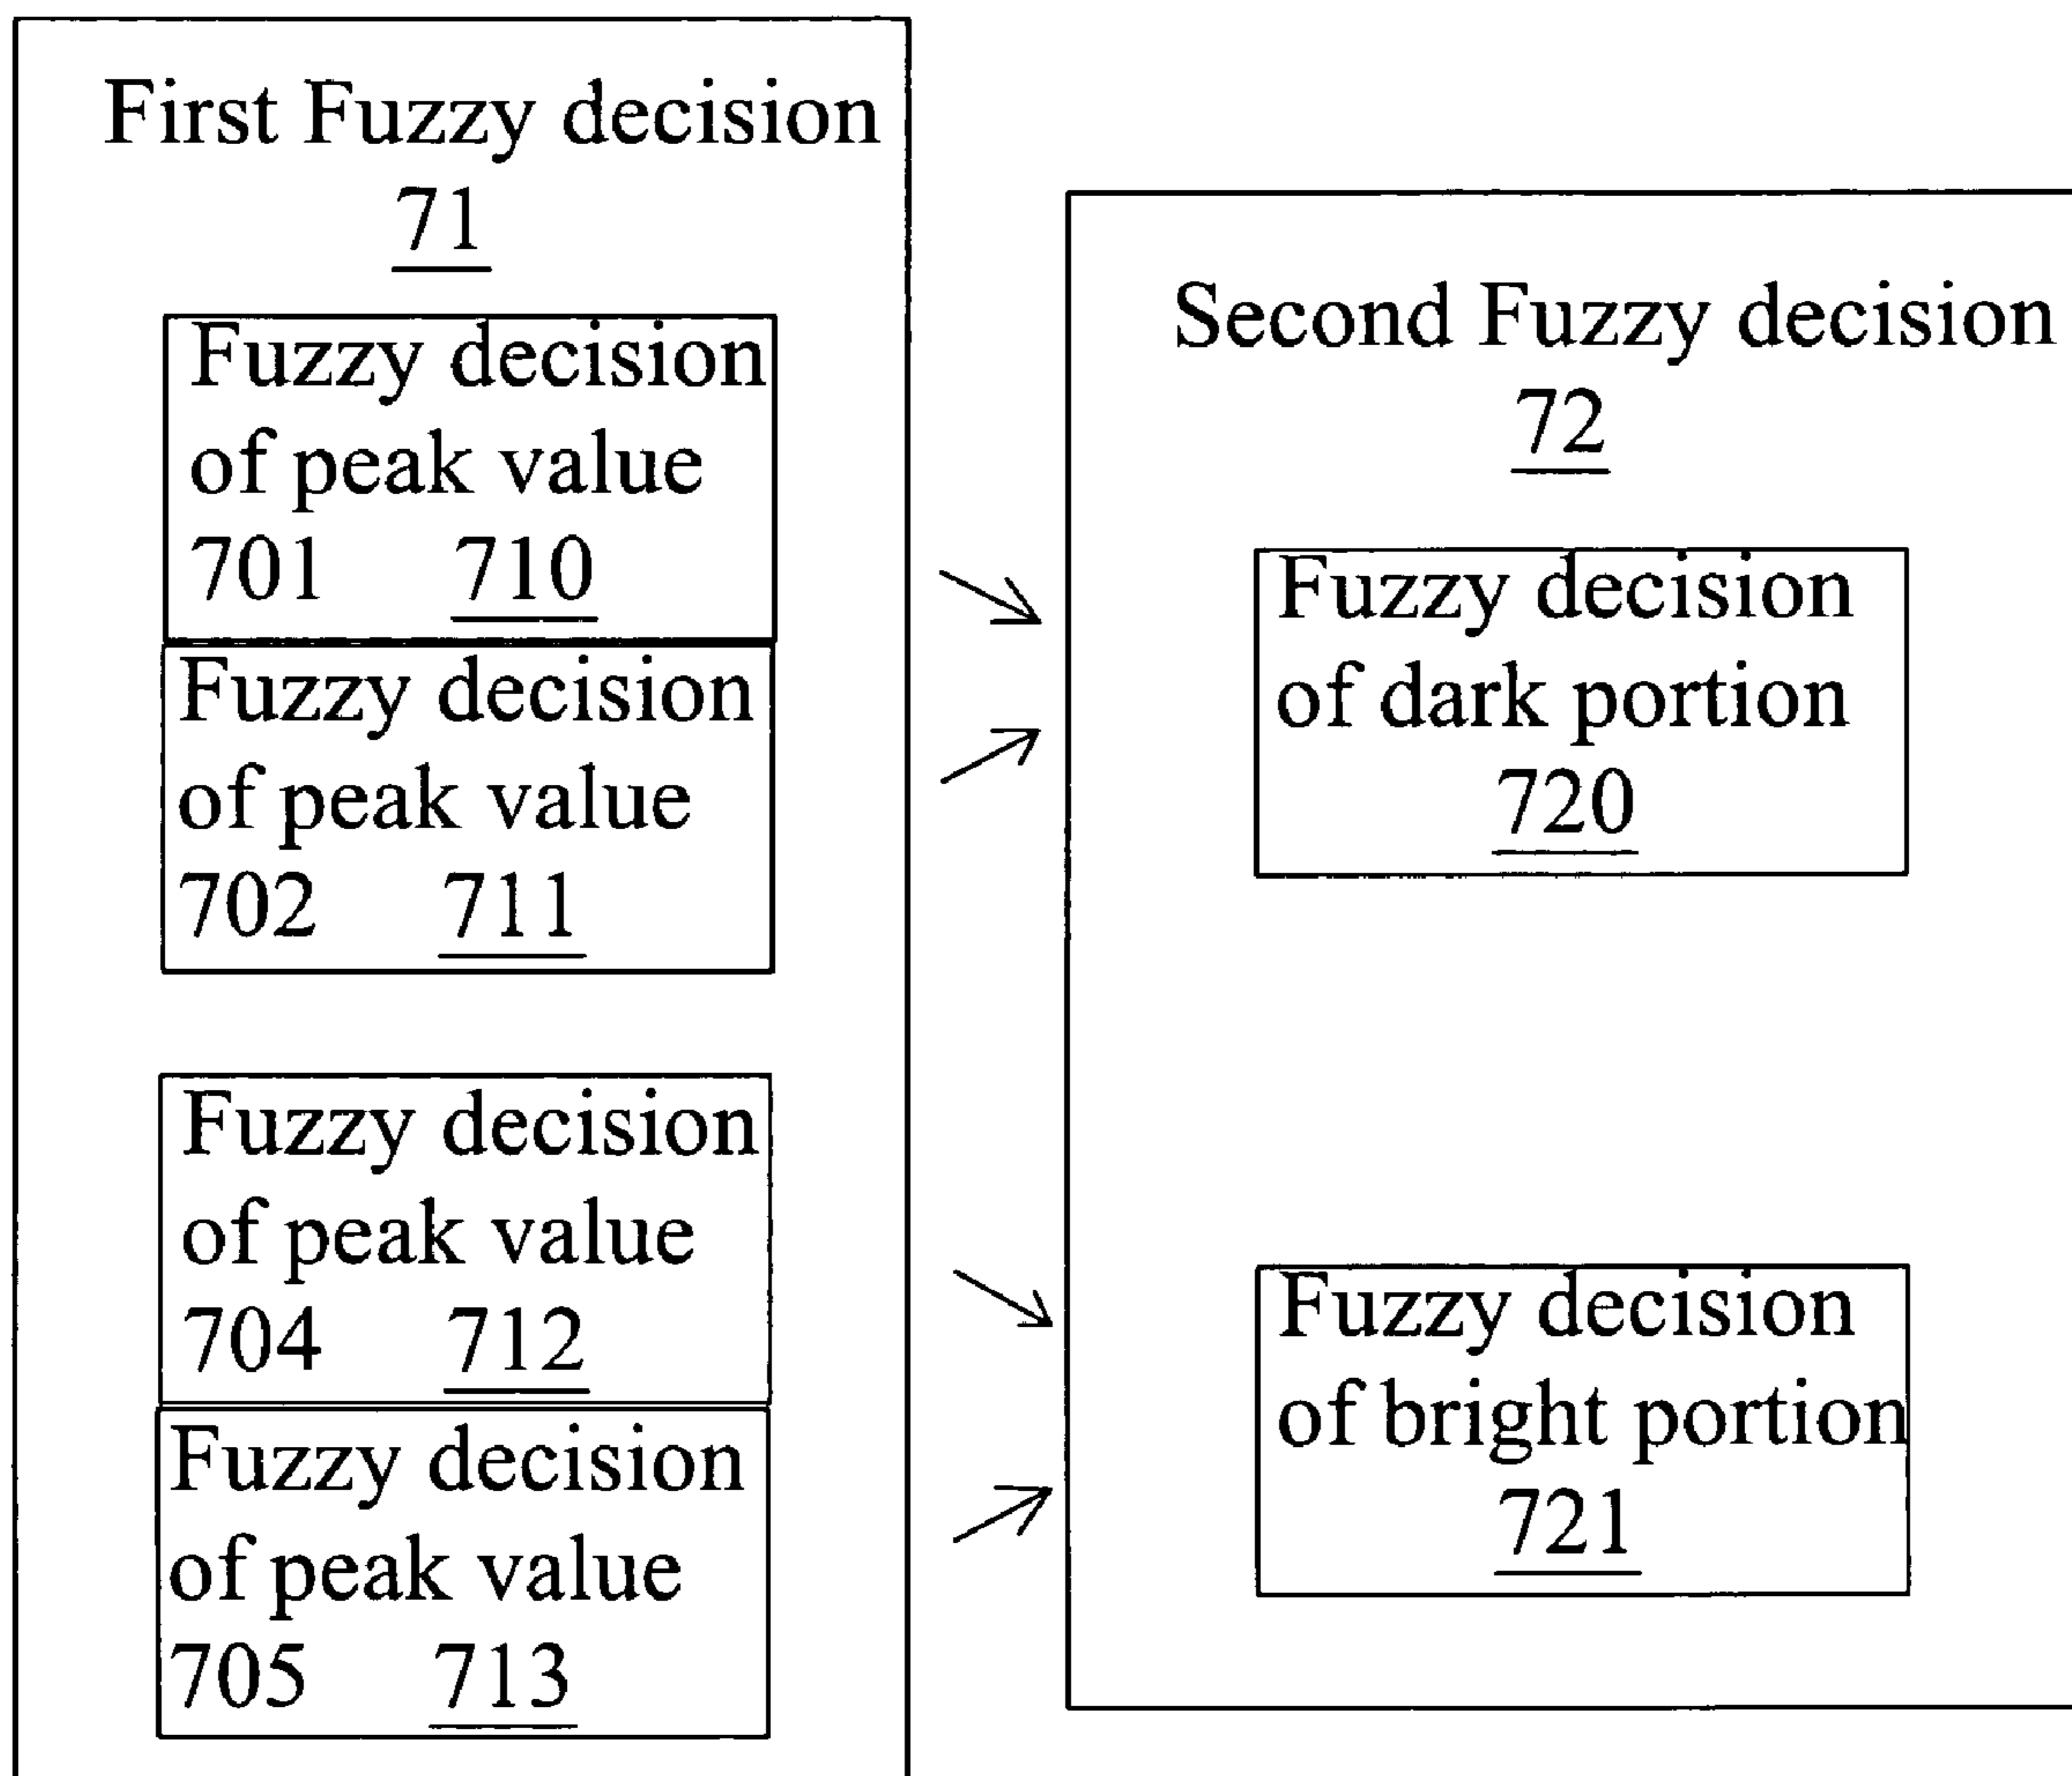 First Fuzzy decision
71
Fuzzy decision
of peak value
701 710
Fuzzy decision
of peak value
702 711
Fuzzy decision
of peak value
704 712
Fuzzy decision
of peak value
705 713
Second Fuzzy decision
72
Fuzzy decision
of dark portion
720
Fuzzy decision
of bright portion
721